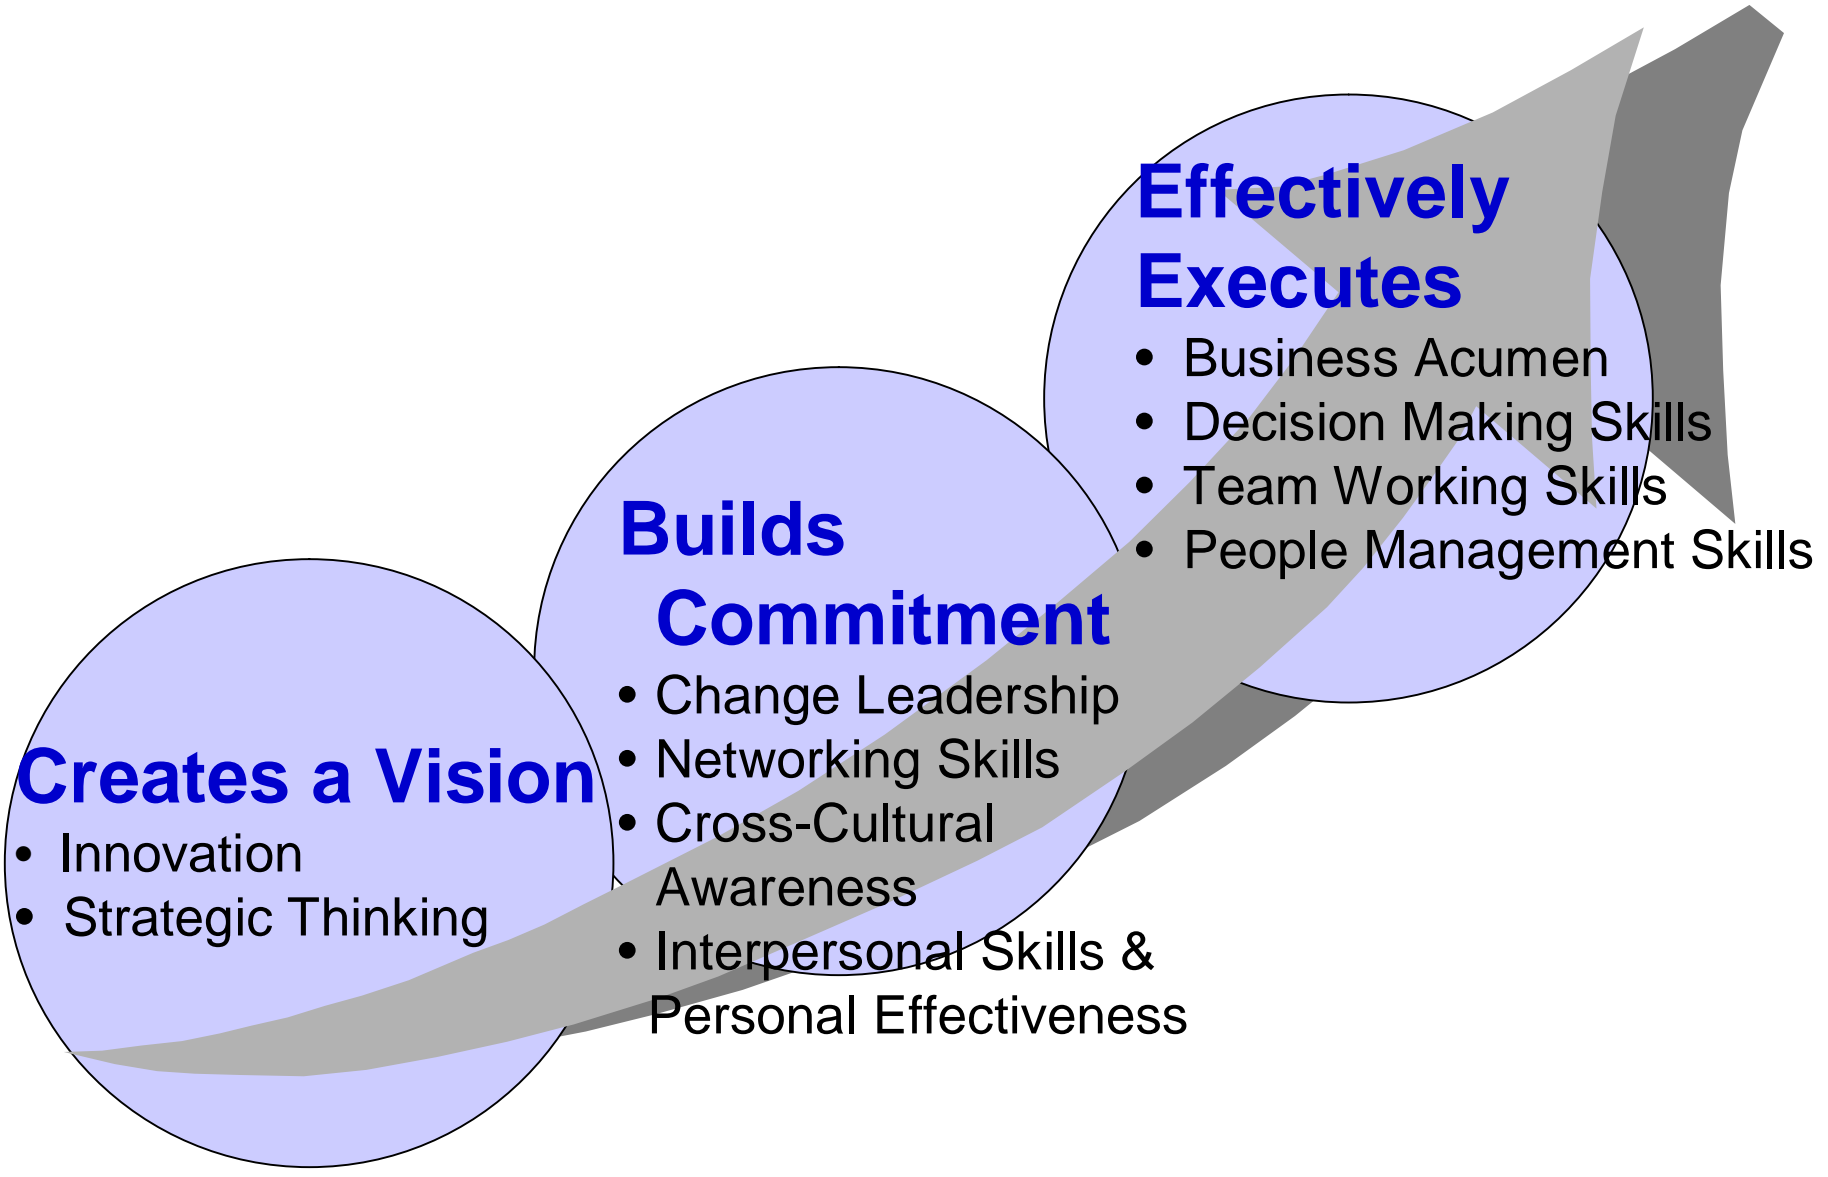 Effectively
Executes
• Business Acumen
• Decision Making Skills
• Team Working Skills
• People Management Skills
Builds
Commitment
• Change Leadership
• Networking Skills
• Cross-Cultural
Awareness
• Interpersonal Skills &
Personal Effectiveness
Creates a Vision
• Innovation
• Strategic Thinking